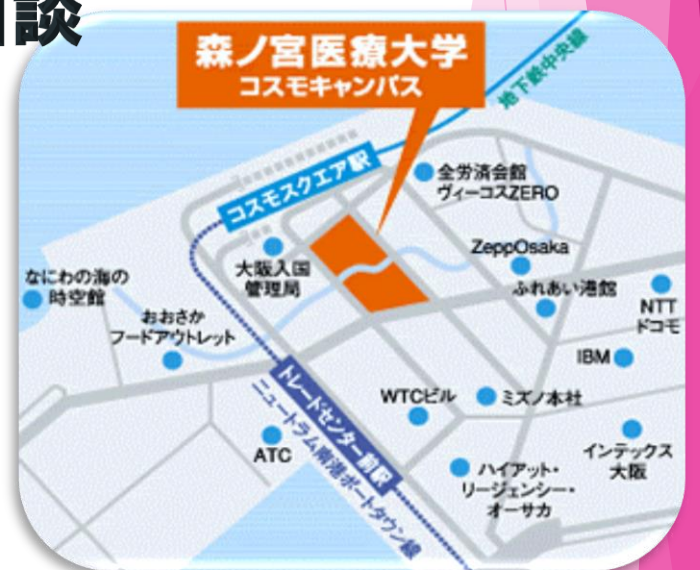 談
森ノ宮医療大学
コスモキャンパス
地下鉄中央線
コスモスクエア駅
全労済会館
ヴィーコスZERO
大阪入国
管理局
ZeppOsaka
なにわの海の
時空館
ふれあい港館
NTT
ドコモ
おおさか
フードアウトレット
IBM
トレードセンター前駅
ニュートラム南港ポートタウン線
WTCビル
ミズノ本社
ATC
インテックス
大阪
ハイアット・
リージェンシー・
オーサカ